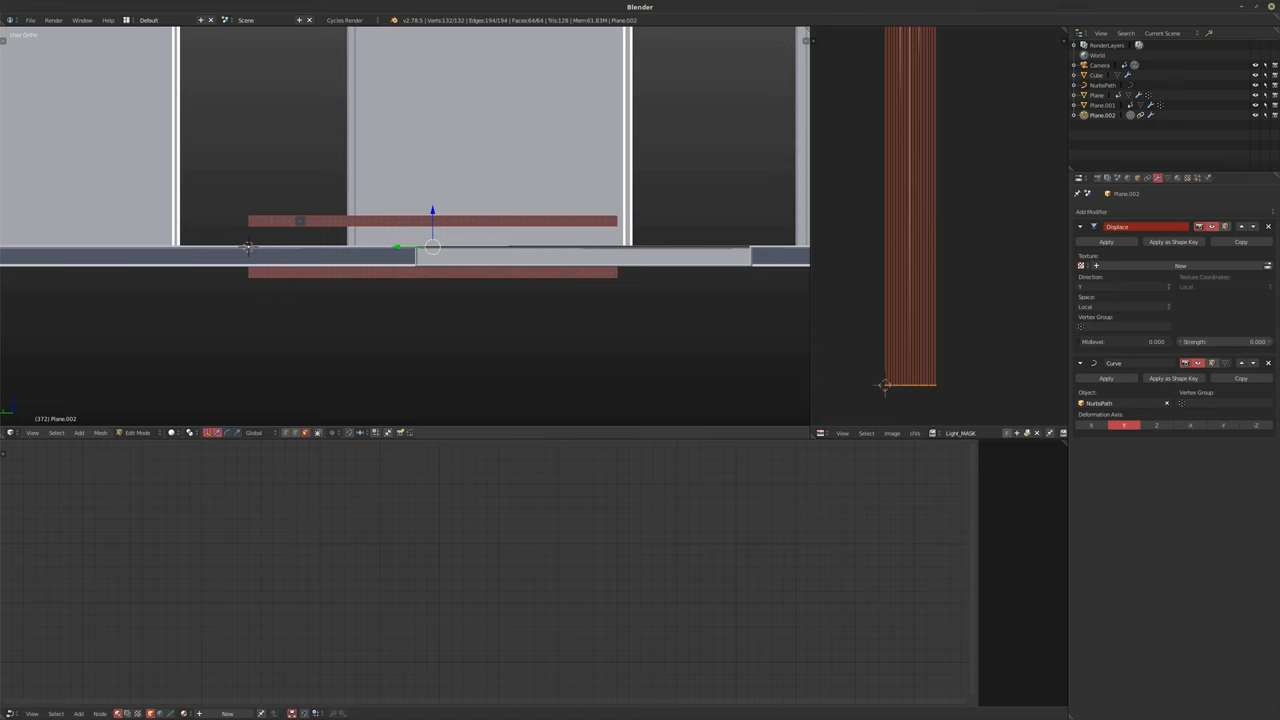 Blender
File Render Window Help Default Scene Cycles Render v2.78.5 | Verts:132/132 | Edges:194/194 | Faces:64/64 | Tris:128 | Mem:61.83M | Plane.002
User Ortho
(372) Plane.002
View Select Add Mesh Edit Mode Global
View Select Image UVs Light_MASK F
View Select Add Node New
View Search Current Scene
RenderLayers
World
Camera
Cube
NurbsPath
Plane
Plane.001
Plane.002
Plane.002
Add Modifier
Displace
Apply Apply as Shape Key Copy
Texture:
New
Direction: Texture Coordinates:
Y Local
Space:
Local
Vertex Group:
Midlevel: 0.000 Strength: 0.000
Curve
Apply Apply as Shape Key Copy
Object: Vertex Group:
NurbsPath
Deformation Axis:
X Y Z -X -Y -Z